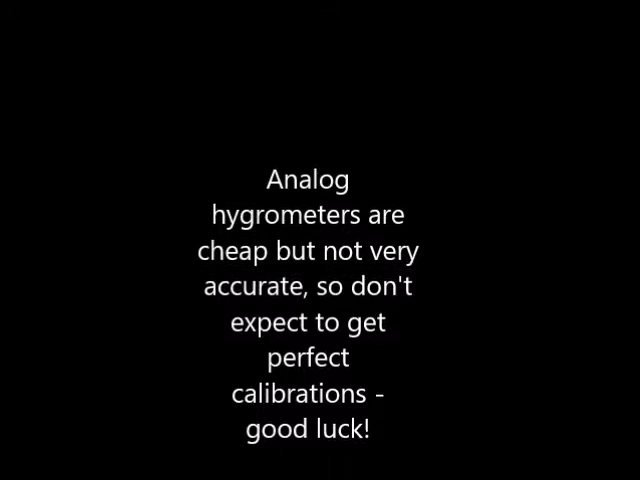 Analog
hygrometers are
cheap but not very
accurate, so don't
expect to get
perfect
calibrations -
good luck!